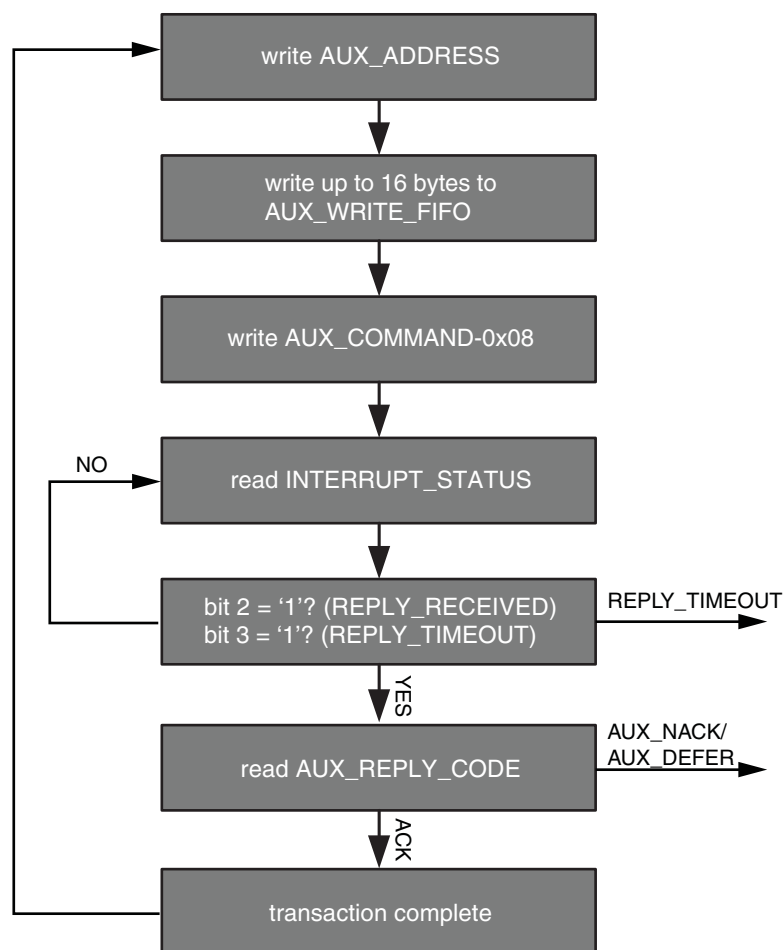 write AUX_ADDRESS
write up to 16 bytes to
AUX_WRITE_FIFO
write AUX_COMMAND-0x08
NO
read INTERRUPT_STATUS
bit 2 = ‘1’? (REPLY_RECEIVED)
bit 3 = ‘1’? (REPLY_TIMEOUT)
REPLY_TIMEOUT
YES
read AUX_REPLY_CODE
AUX_NACK/
AUX_DEFER
ACK
transaction complete